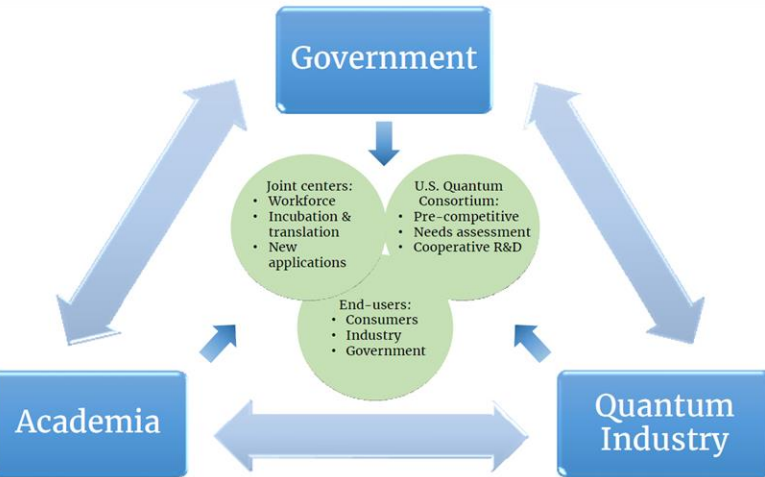 Government
Joint centers:
• Workforce
• Incubation &
translation
• New
applications
U.S. Quantum
Consortium:
• Pre-competitive
• Needs assessment
• Cooperative R&D
End-users:
• Consumers
• Industry
• Government
Academia
Quantum
Industry